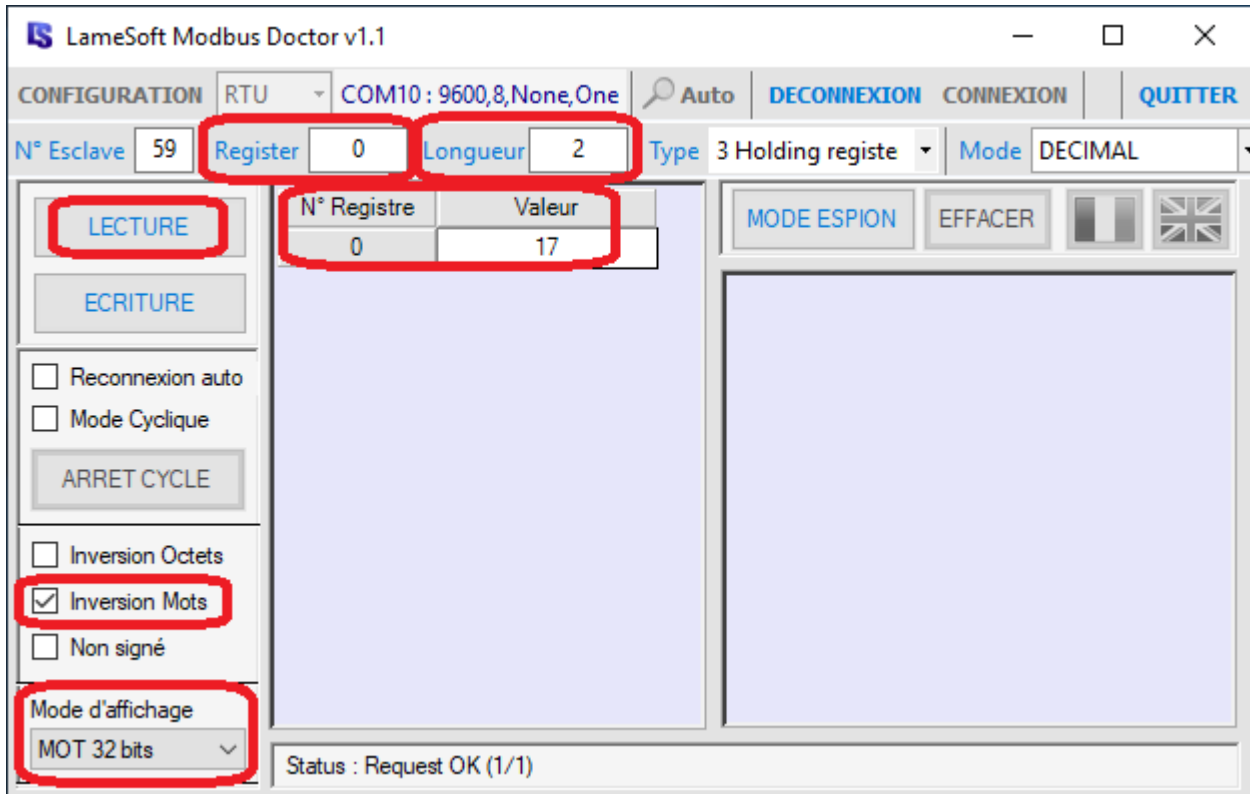 LS LameSoft Modbus Doctor v1.1
CONFIGURATION RTU COM10 : 9600,8,None,One Auto DECONNEXION CONNEXION QUITTER
N° Esclave 59 Register 0 Longueur 2 Type 3 Holding registe Mode DECIMAL
LECTURE
ECRITURE
Reconnexion auto
Mode Cyclique
ARRET CYCLE
Inversion Octets
Inversion Mots
Non signé
Mode d'affichage
MOT 32 bits
N° Registre Valeur
0 17
MODE ESPION EFFACER
Status : Request OK (1/1)